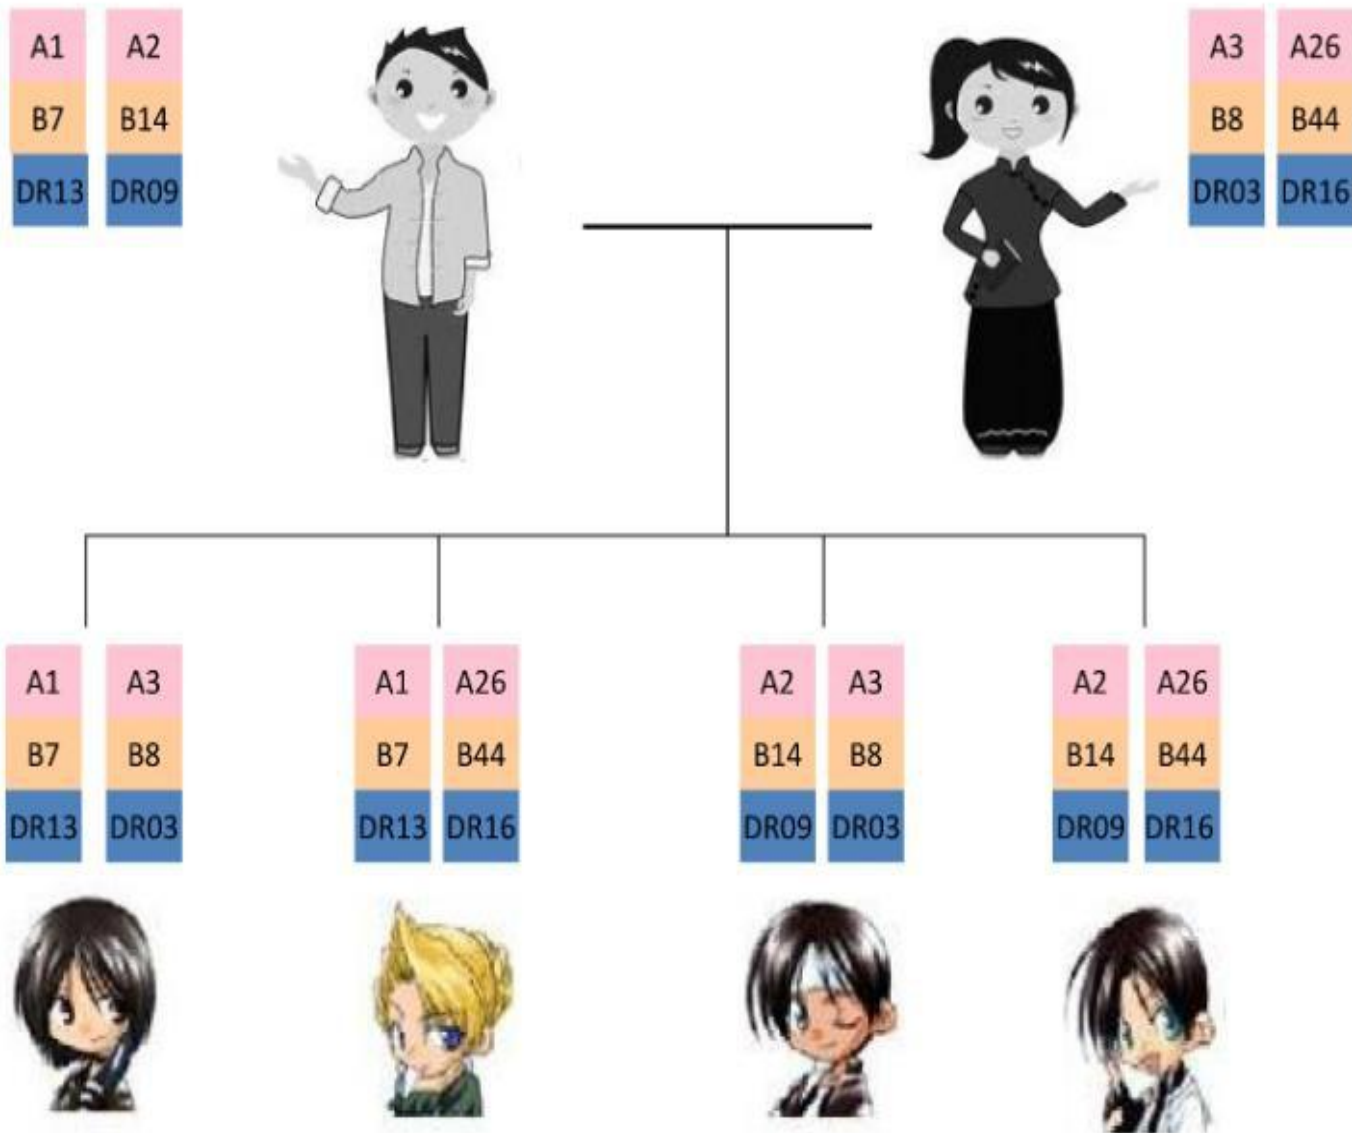 A1 A2
B7 B14
DR13 DR09
A3 A26
B8 B44
DR03 DR16
A1 A3
B7 B8
DR13 DR03
A1 A26
B7 B44
DR13 DR16
A2 A3
B14 B8
DR09 DR03
A2 A26
B14 B44
DR09 DR16